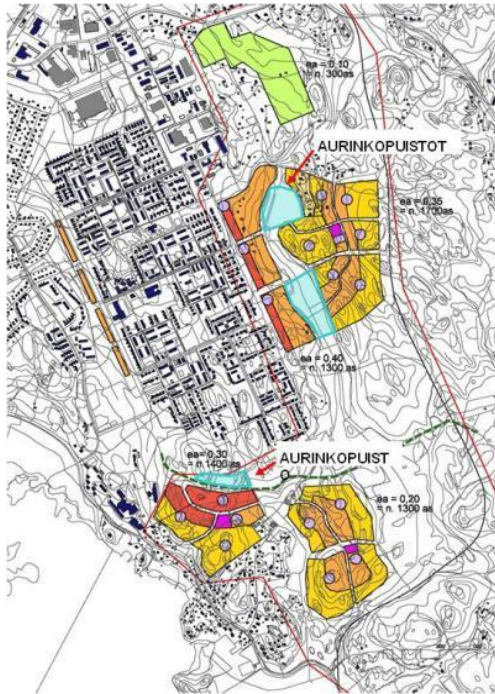 ea = 0,10
= n. 300as
AURINKOPUISTOT
ea = 0,35
= n. 1700as
ea = 0,40
= n. 1300 as
ea= 0,30
= n. 1400 as
AURINKOPUIST
O
ea = 0,20
= n. 1300 as